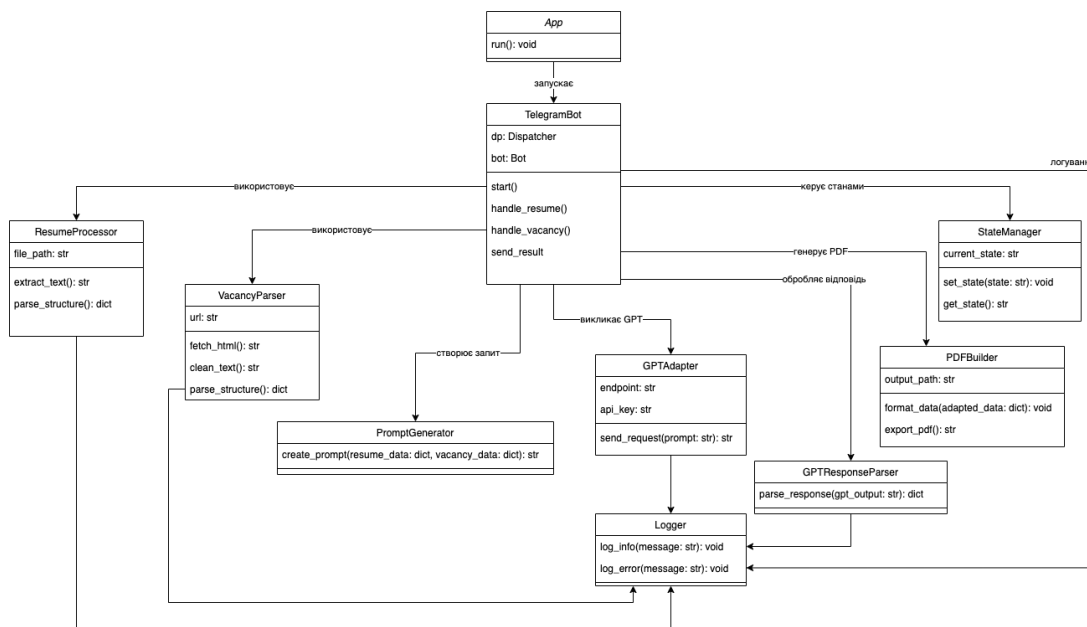 App
run(): void
запускає
TelegramBot
dp: Dispatcher
bot: Bot
start()
handle_resume()
handle_vacancy()
send_result
логуванн
використовує
керує станами
ResumeProcessor
file_path: str
extract_text(): str
parse_structure(): dict
використовує
VacancyParser
url: str
fetch_html(): str
clean_text(): str
parse_structure(): dict
StateManager
current_state: str
set_state(state: str): void
get_state(): str
генерує PDF
обробляє відповідь
викликає GPT
створює запит
GPTAdapter
endpoint: str
api_key: str
send_request(prompt: str): str
PDFBuilder
output_path: str
format_data(adapted_data: dict): void
export_pdf(): str
PromptGenerator
create_prompt(resume_data: dict, vacancy_data: dict): str
GPTResponseParser
parse_response(gpt_output: str): dict
Logger
log_info(message: str): void
log_error(message: str): void